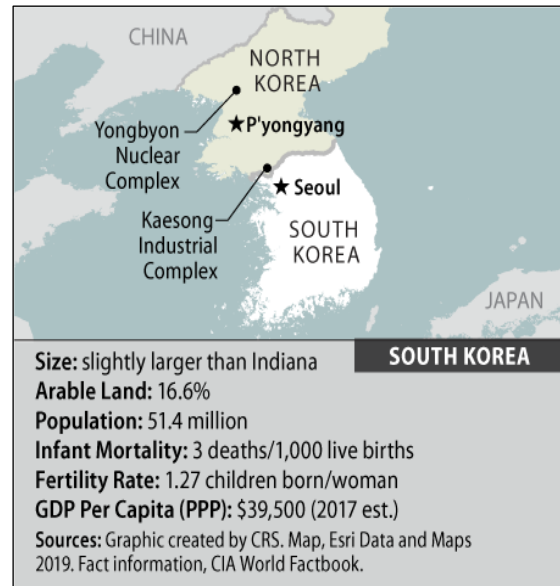 CHINA
NORTH
KOREA
Yongbyon
Nuclear
Complex
P'yongyang
Kaesong
Industrial
Complex
Seoul
SOUTH
KOREA
JAPAN
SOUTH KOREA
Size: slightly larger than Indiana
Arable Land: 16.6%
Population: 51.4 million
Infant Mortality: 3 deaths/1,000 live births
Fertility Rate: 1.27 children born/woman
GDP Per Capita (PPP): $39,500 (2017 est.)
Sources: Graphic created by CRS. Map, Esri Data and Maps
2019. Fact information, CIA World Factbook.